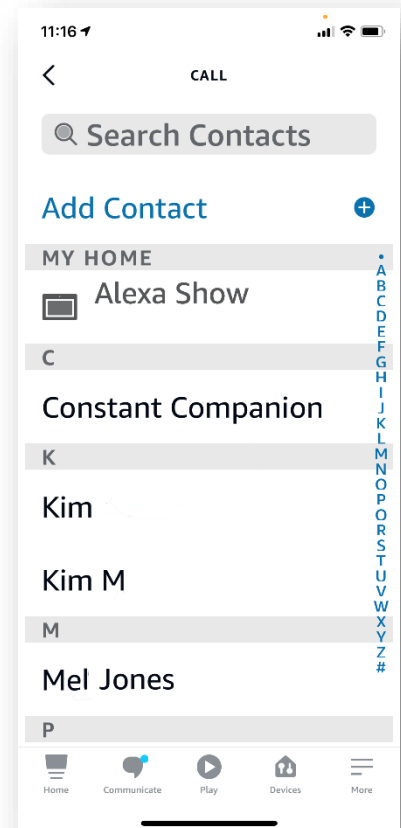 11:16
CALL
Search Contacts
Add Contact
MY HOME
Alexa Show
C
Constant Companion
K
Kim
Kim M
M
Mel Jones
P
A
B
C
D
E
F
G
H
I
J
K
L
M
N
O
P
Q
R
S
T
U
V
W
X
Y
Z
#
Home Communicate Play Devices More